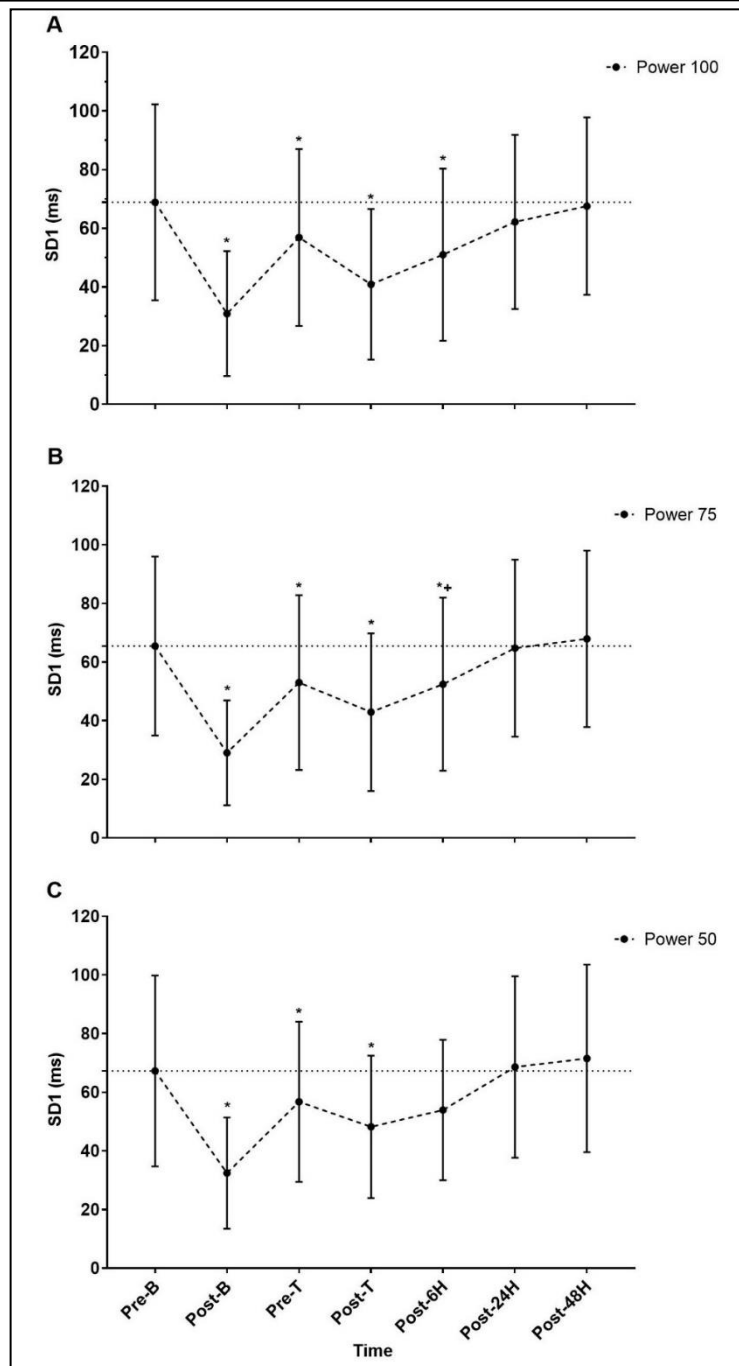 A
120
100
80
60
40
20
0
SD1 (ms)
Power 100
*
*
*
*
B
120
100
80
60
40
20
0
SD1 (ms)
Power 75
*
*
*
*+
C
120
100
80
60
40
20
0
SD1 (ms)
Power 50
*
*
*
Pre-B
Post-B
Pre-T
Post-T
Post-6H
Post-24H
Post-48H
Time